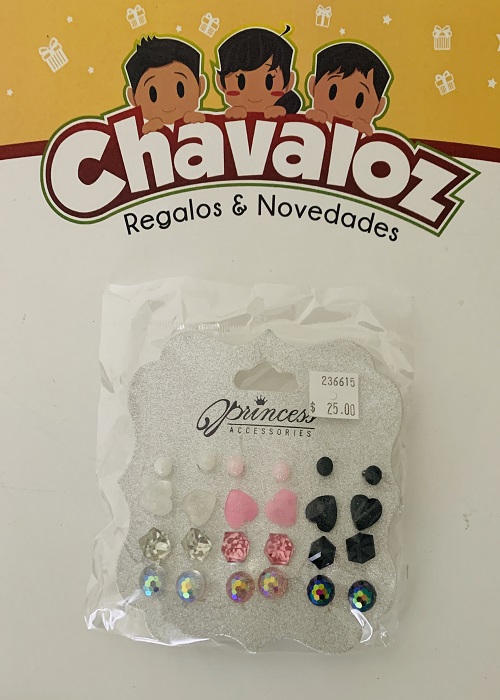 Chavaloz
Regalos & Novedades
236615
$ 25.00
Princess
ACCESSORIES